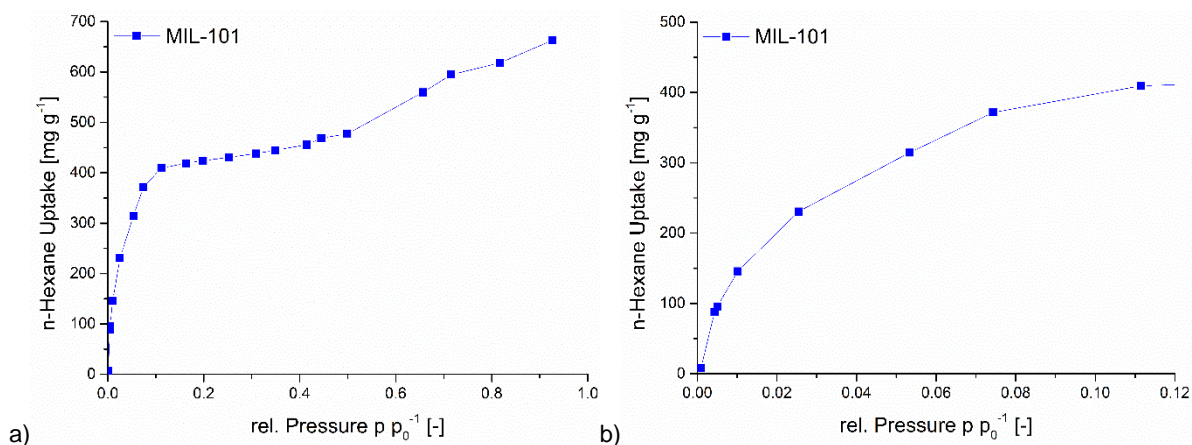 MIL-101
n-Hexane Uptake [mg g⁻¹]
700
600
500
400
300
200
100
0
0.0 0.2 0.4 0.6 0.8 1.0
rel. Pressure p p₀⁻¹ [-]
a)
MIL-101
n-Hexane Uptake [mg g⁻¹]
500
400
300
200
100
0
0.00 0.02 0.04 0.06 0.08 0.10 0.12
rel. Pressure p p₀⁻¹ [-]
b)